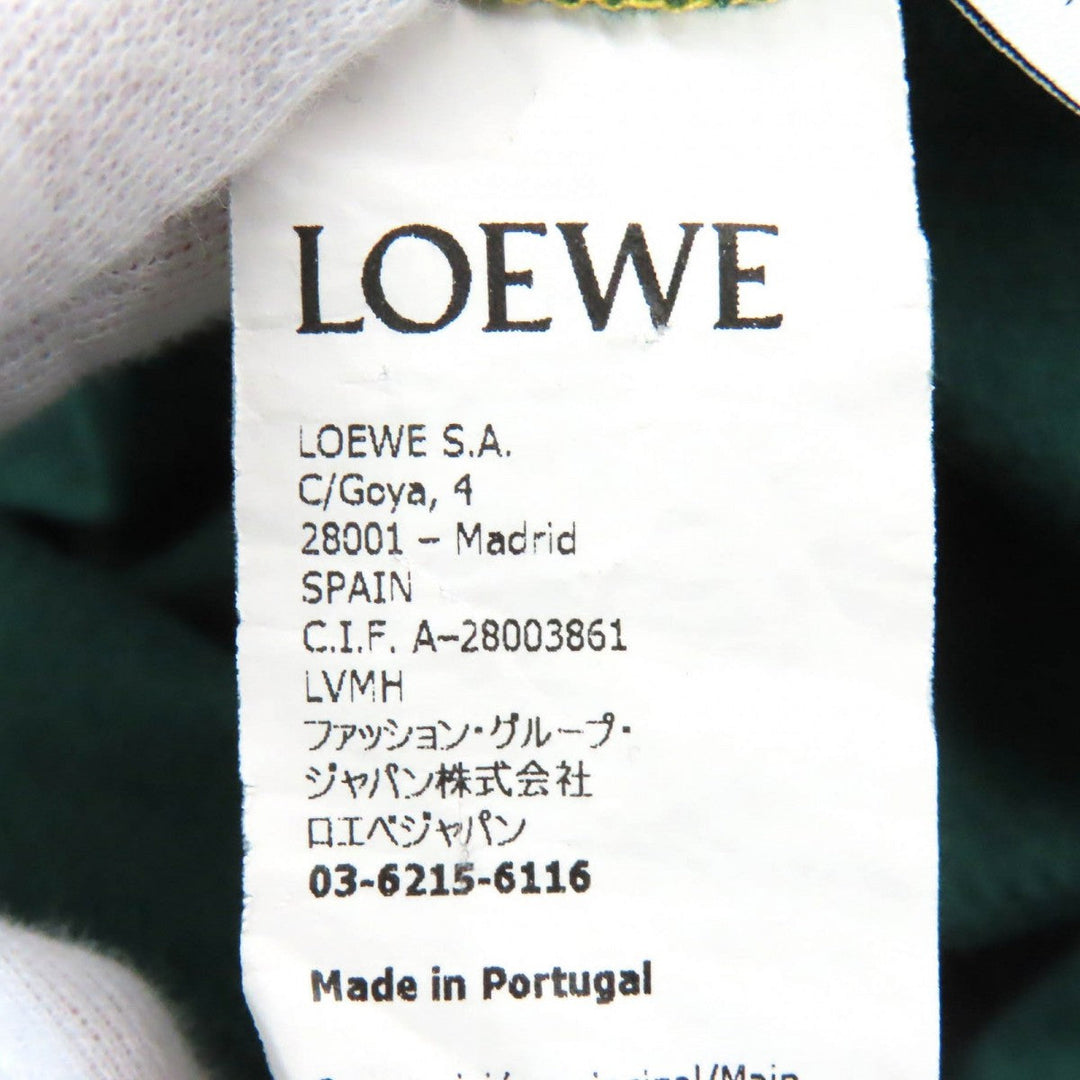 LOEWE
LOEWE S.A.
C/Goya, 4
28001 – Madrid
SPAIN
C.I.F. A–28003861
LVMH
ファッション・グループ・
ジャパン株式会社
ロエベジャパン
03-6215-6116
Made in Portugal